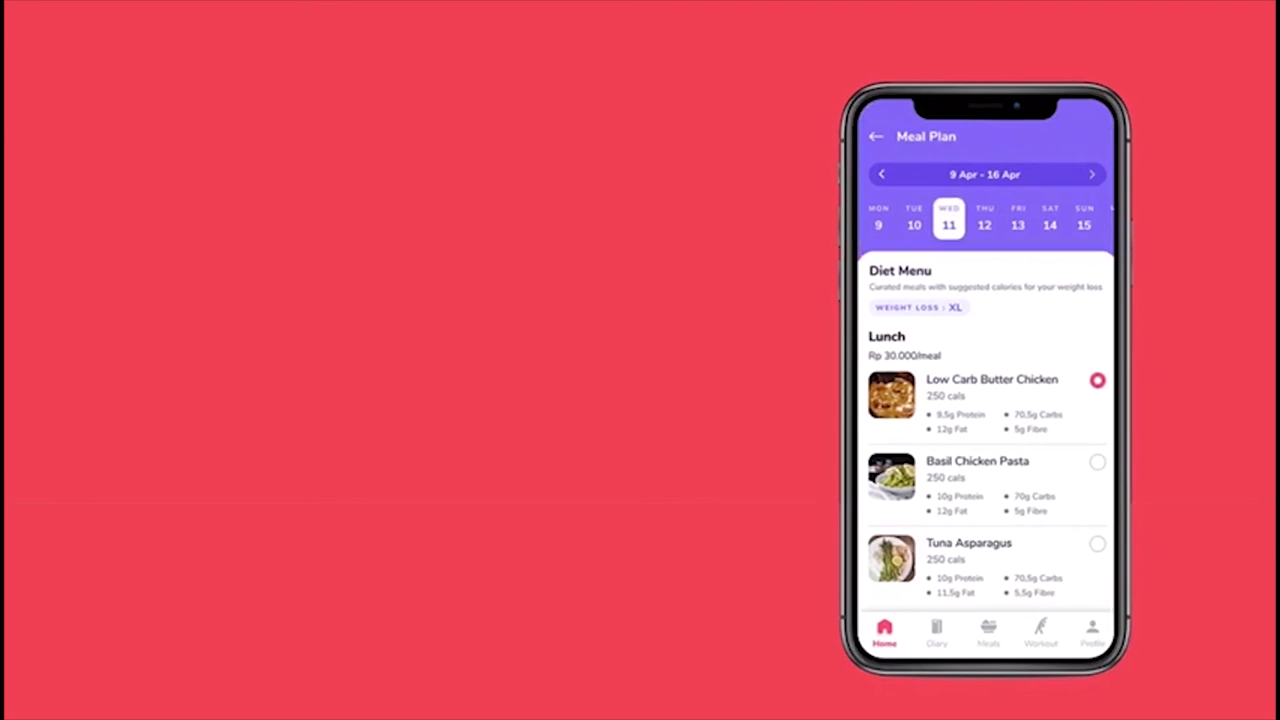 Meal Plan
9 Apr - 16 Apr
MON TUE WED THU FRI SAT SUN
9 10 11 12 13 14 15
Diet Menu
Curated meals with suggested calories for your weight loss
WEIGHT LOSS : XL
Lunch
Rp 30.000/meal
Low Carb Butter Chicken
250 cals
9,5g Protein 70,5g Carbs
12g Fat 5g Fibre
Basil Chicken Pasta
250 cals
10g Protein 70g Carbs
12g Fat 5g Fibre
Tuna Asparagus
250 cals
10g Protein 70,5g Carbs
11,5g Fat 5,5g Fibre
Home Diary Meals Workout Profile